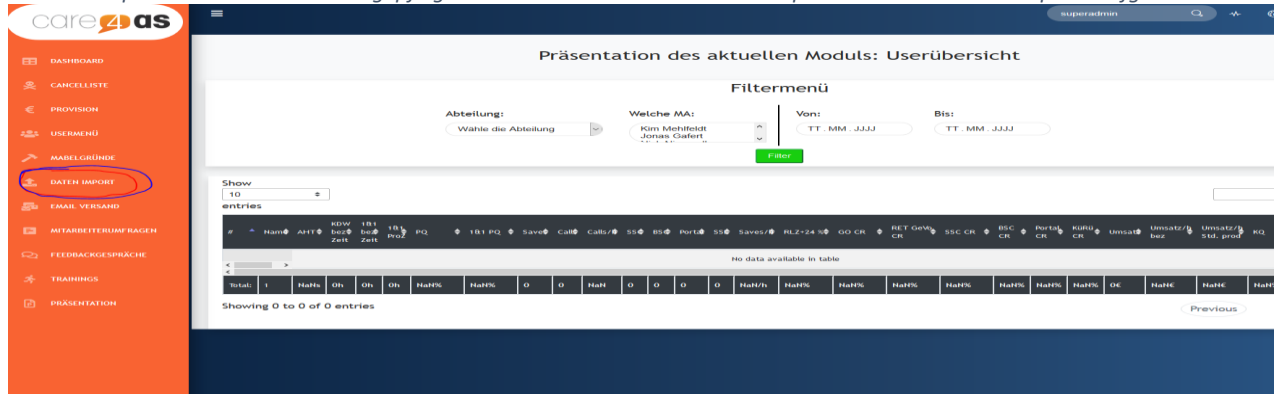 care4as
superadmin
DASHBOARD
CANCELLISTE
PROVISION
USERMENÜ
MABELGRÜNDE
DATEN IMPORT
EMAIL VERSAND
MITARBEITERUMFRAGEN
FEEDBACKGESPRÄCHE
TRAININGS
PRÄSENTATION
Präsentation des aktuellen Moduls: Userübersicht
Filtermenü
Abteilung: Welche MA: Von: Bis:
Wähle die Abteilung Kim Mehlfeldt TT . MM . JJJJ TT . MM . JJJJ
Jonas Gafert
Filter
Show
10
entries
# Name AHT KDW bez Zeit 1&1 bez Zeit 1&1 Proz PQ 1&1 PQ Saves Calls Calls/ SSC BSC Portal SSC Saves/ RLZ+24 % GO CR RET GeVo CR SSC CR BSC CR Portal CR KüRü CR Umsatz Umsatz/h bez Umsatz/h Std. prod KQ
No data available in table
Total: 1 NaNs 0h 0h 0h NaN% NaN% 0 0 NaN 0 0 0 0 NaN/h NaN% NaN% NaN% NaN% NaN% NaN% NaN% 0€ NaN€ NaN€ NaN%
Showing 0 to 0 of 0 entries
Previous